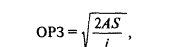 ОРЗ = √(2AS / i),